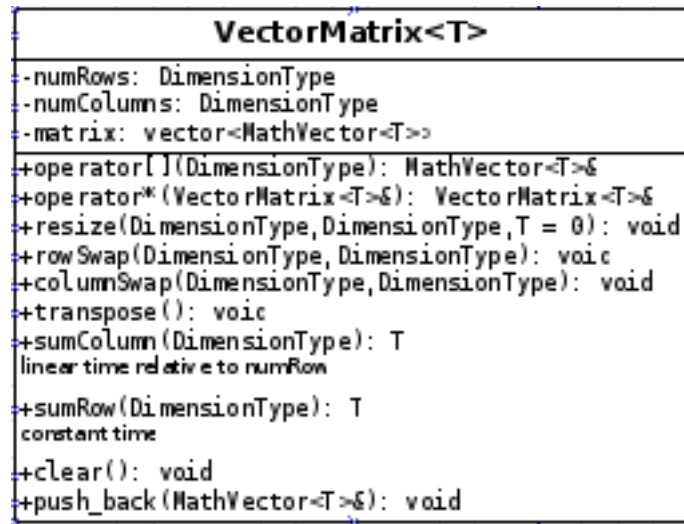 VectorMatrix<T>
-numRows: DimensionType
-numColumns: DimensionType
-matrix: vector<MathVector<T>>
+operator[](DimensionType): MathVector<T>&
+operator*(VectorMatrix<T>&): VectorMatrix<T>&
+resize(DimensionType,DimensionType,T = 0): void
+rowSwap(DimensionType,DimensionType): void
+columnSwap(DimensionType,DimensionType): void
+transpose(): void
+sumColumn(DimensionType): T
linear time relative to numRow
+sumRow(DimensionType): T
constant time
+clear(): void
+push_back(MathVector<T>&): void